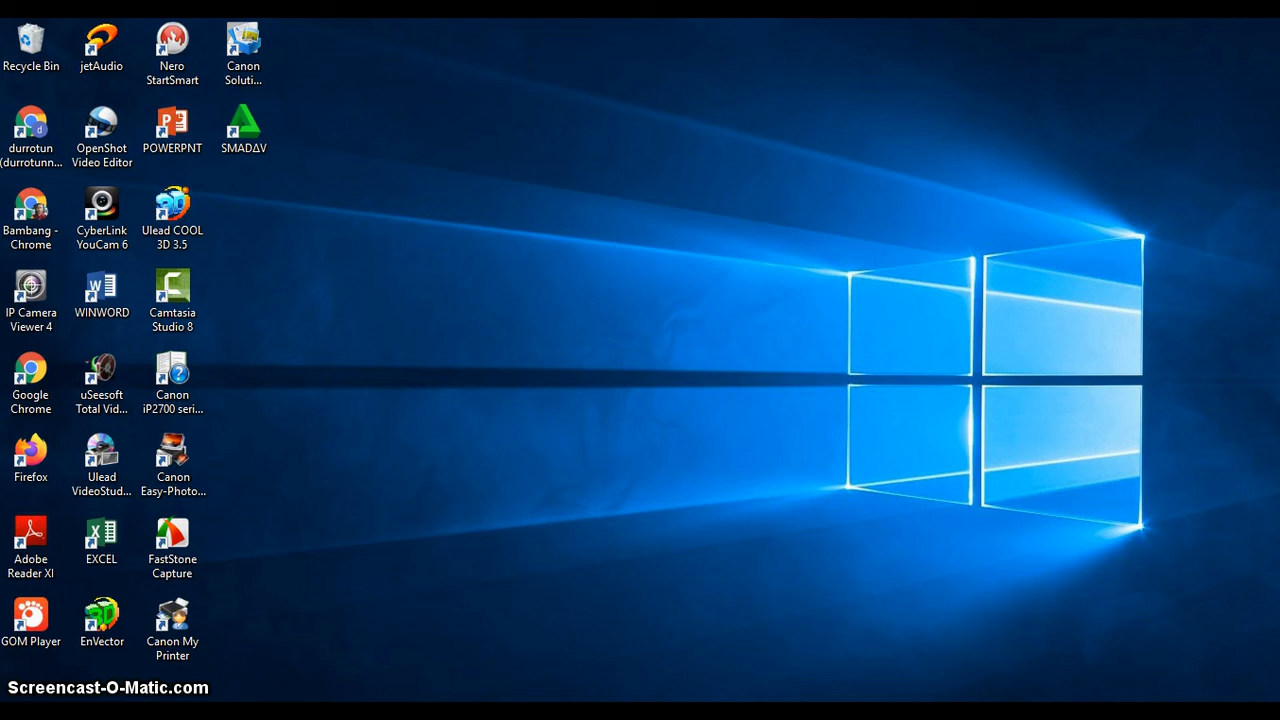 Recycle Bin
jetAudio
Nero
StartSmart
Canon
Soluti...
durrotun
(durrotunn...
OpenShot
Video Editor
POWERPNT
SMADΔV
Bambang -
Chrome
CyberLink
YouCam 6
Ulead COOL
3D 3.5
IP Camera
Viewer 4
WINWORD
Camtasia
Studio 8
Google
Chrome
uSeesoft
Total Vid...
Canon
iP2700 seri...
Firefox
Ulead
VideoStud...
Canon
Easy-Photo...
Adobe
Reader XI
EXCEL
FastStone
Capture
GOM Player
EnVector
Canon My
Printer
Screencast-O-Matic.com